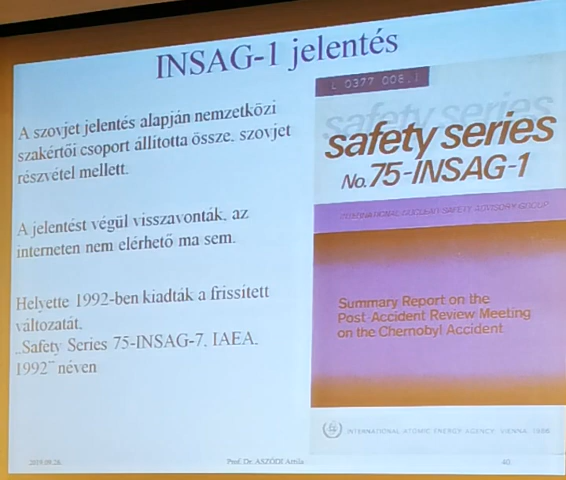 INSAG-1 jelentés
A szovjet jelentés alapján nemzetközi
szakértői csoport állította össze, szovjet
részvétel mellett.
A jelentést végül visszavonták, az
interneten nem elérhető ma sem.
Helyette 1992-ben kiadták a frissített
változatát,
„Safety Series 75-INSAG-7, IAEA,
1992” néven
L 0377 008.1
safety series
safety series
No. 75-INSAG-1
INTERNATIONAL NUCLEAR SAFETY ADVISORY GROUP
Summary Report on the
Post-Accident Review Meeting
on the Chernobyl Accident
INTERNATIONAL ATOMIC ENERGY AGENCY, VIENNA, 1986
2019.09.26.
Prof. Dr. ASZÓDI Attila
40